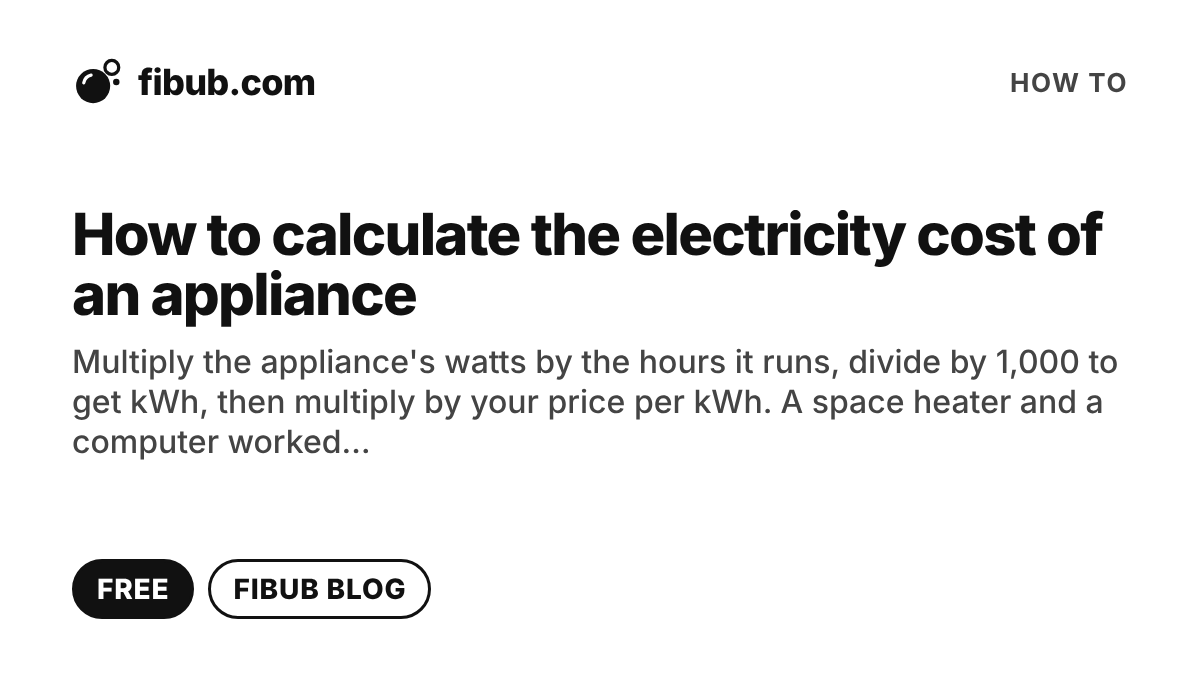 fibub.com
HOW TO
How to calculate the electricity cost of
an appliance
Multiply the appliance's watts by the hours it runs, divide by 1,000 to
get kWh, then multiply by your price per kWh. A space heater and a
computer worked...
FREE
FIBUB BLOG